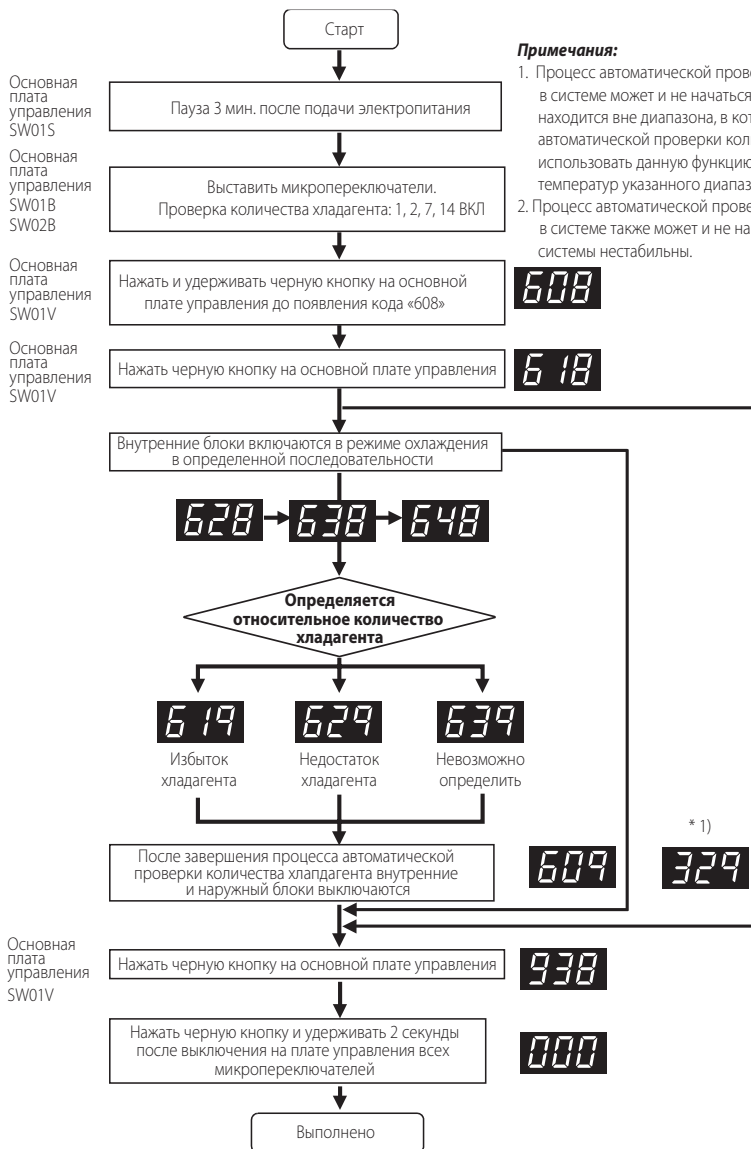 Старт
Примечания:
1. Процесс автоматической
в системе может и не начаться
находится вне диапазона, в
автоматической проверки
использовать данную функцию
температур указанного
2. Процесс автоматической
в системе также может и не
системы нестабильны.
Основная
плата
управления
SW01S
Пауза 3 мин. после подачи электропитания
Основная
плата
управления
SW01B
SW02B
Выставить микропереключатели.
Проверка количества хладагента: 1, 2, 7, 14 ВКЛ
Основная
плата
управления
SW01V
Нажать и удерживать черную кнопку на основной
плате управления до появления кода «608»
608
Основная
плата
управления
SW01V
Нажать черную кнопку на основной плате управления
618
Внутренние блоки включаются в режиме охлаждения
в определенной последовательности
628 638 648
Определяется
относительное количество
хладагента
619 629 639
Избыток
хладагента
Недостаток
хладагента
Невозможно
определить
После завершения процесса автоматической
проверки количества хлапдагента внутренние
и наружный блоки выключаются
609
* 1)
329
Основная
плата
управления
SW01V
Нажать черную кнопку на основной плате управления
938
Нажать черную кнопку и удерживать 2 секунды
после выключения на плате управления всех
микропереключателей
000
Выполнено